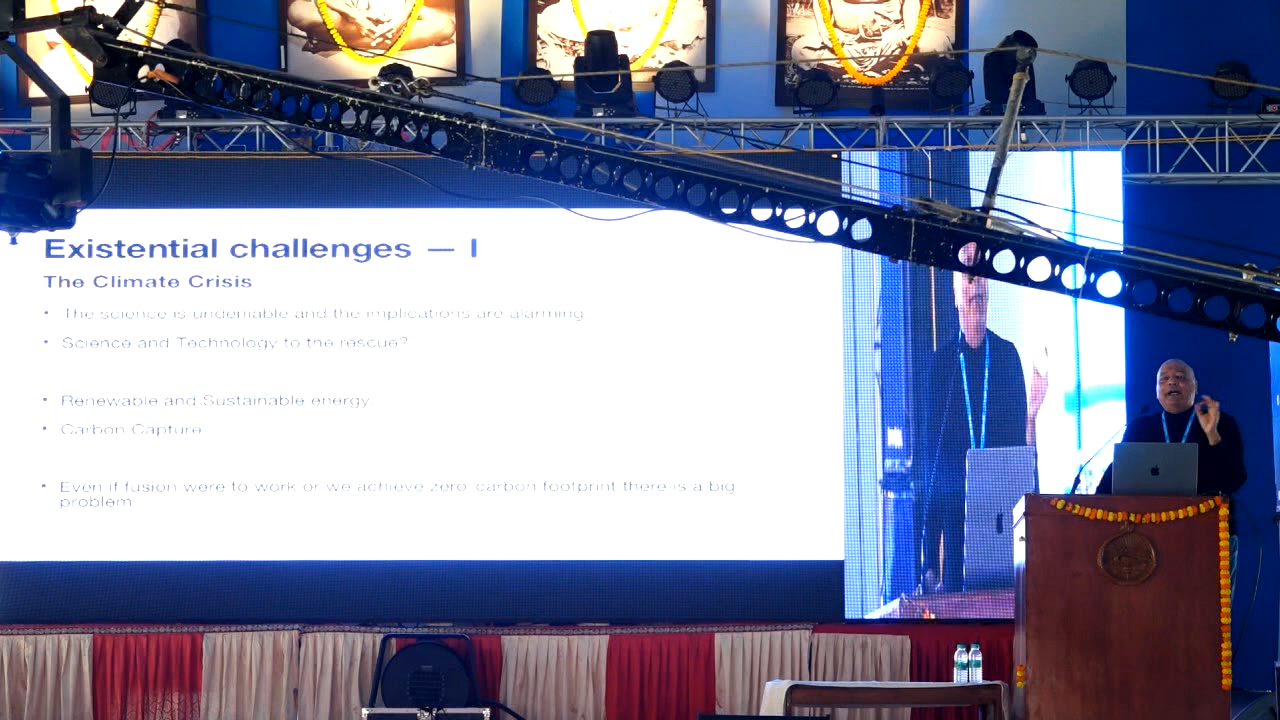 Existential challenges — I
The Climate Crisis
• The science is the implications are alarming
• Science and Technology to the rescue?
• Renewable and Sustainable energy
• Carbon Capture
• Even if fusion were to work or we achieve zero-carbon footprint there is a big
problem